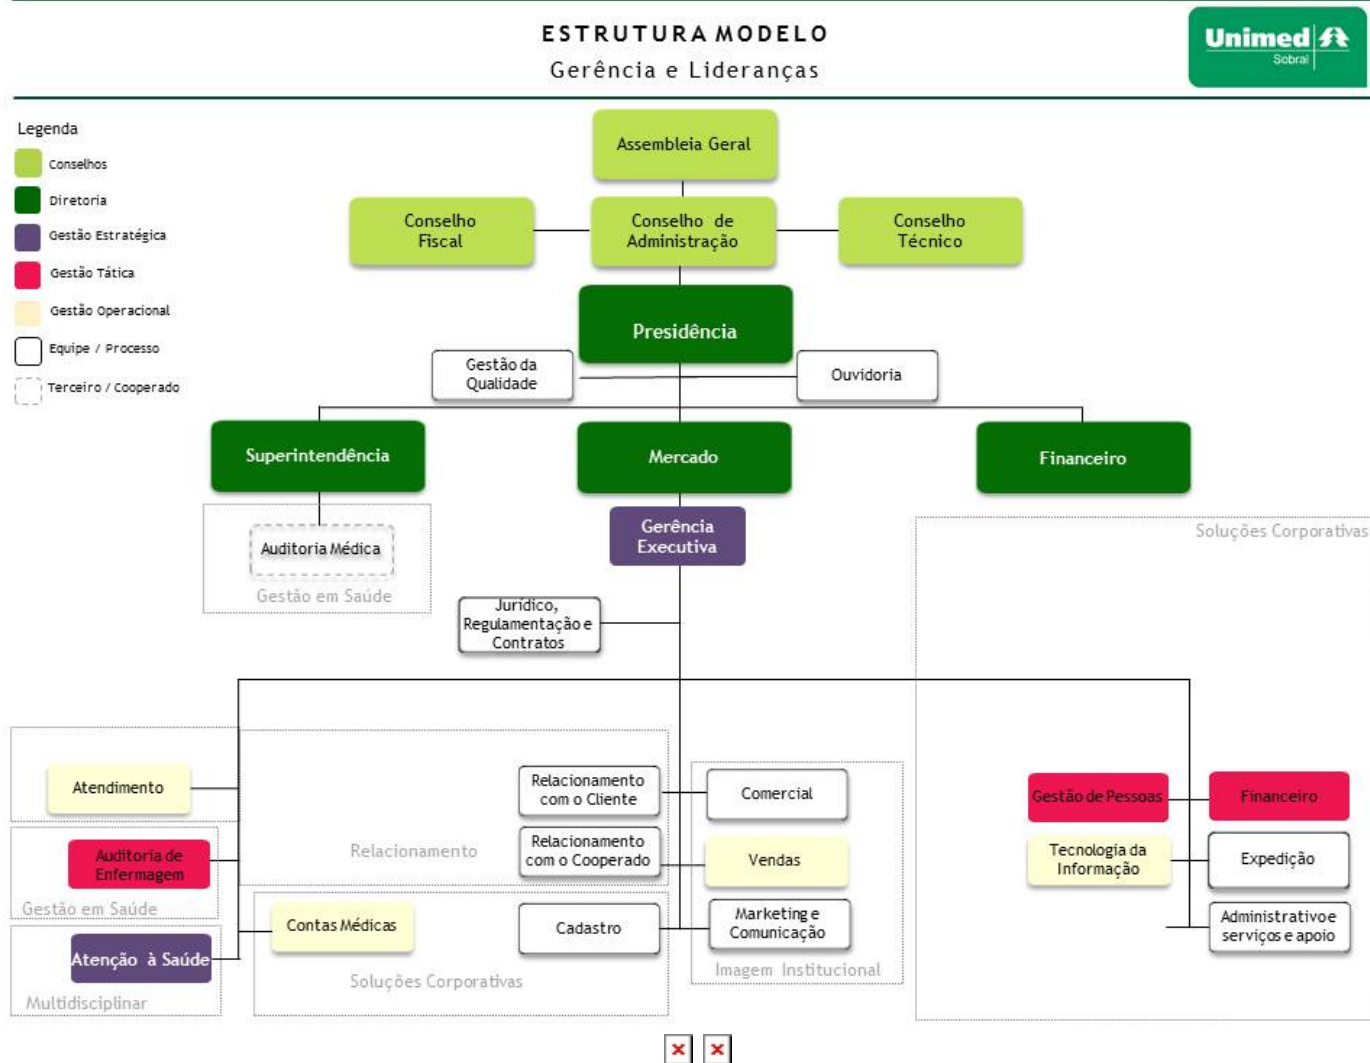 ESTRUTURA MODELO
Gerência e Lideranças
Unimed
Sobral
Legenda
Conselhos
Diretoria
Gestão Estratégica
Gestão Tática
Gestão Operacional
Equipe / Processo
Terceiro / Cooperado
Assembleia Geral
Conselho
Fiscal
Conselho de
Administração
Conselho
Técnico
Presidência
Gestão da
Qualidade
Ouvidoria
Superintendência
Mercado
Financeiro
Auditoria Médica
Gestão em Saúde
Gerência
Executiva
Soluções Corporativas
Jurídico,
Regulamentação e
Contratos
Atendimento
Auditoria de
Enfermagem
Gestão em Saúde
Atenção à Saúde
Multidisciplinar
Relacionamento
com o Cliente
Relacionamento
com o Cooperado
Relacionamento
Contas Médicas
Cadastro
Soluções Corporativas
Comercial
Vendas
Marketing e
Comunicação
Imagem Institucional
Gestão de Pessoas
Financeiro
Tecnologia da
Informação
Expedição
Administrativo e
serviços e apoio